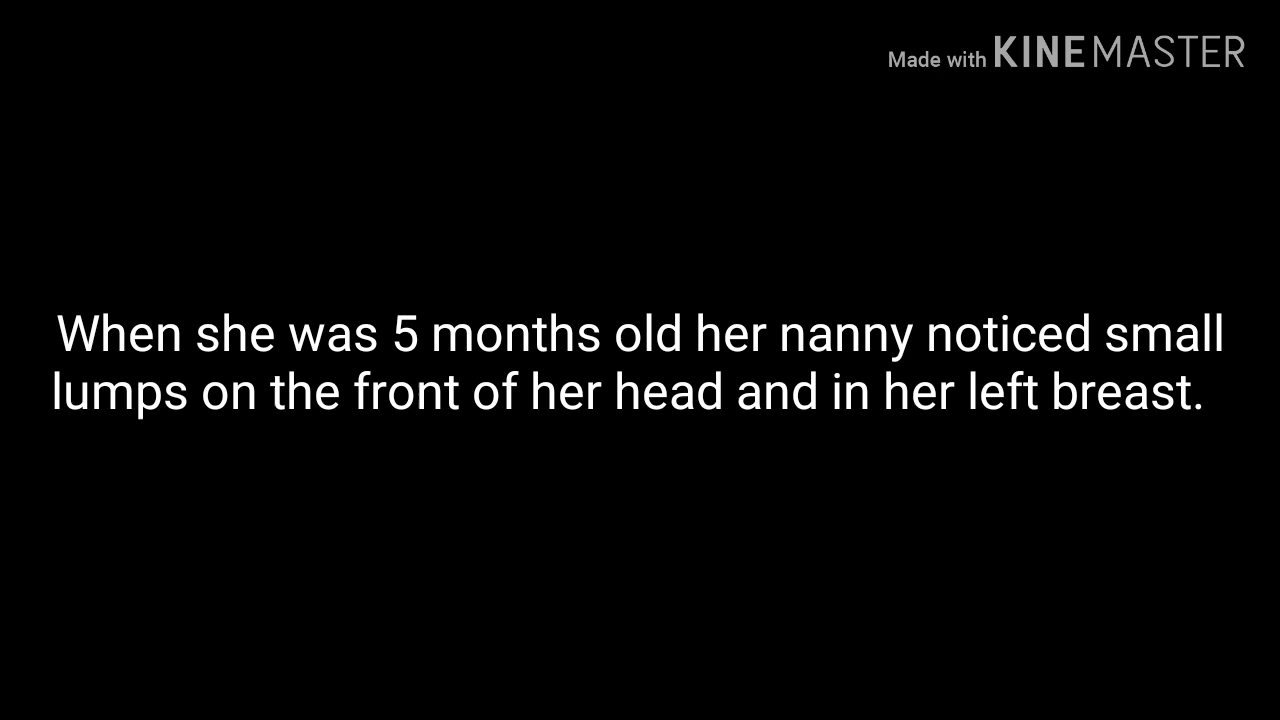 Made with KINEMASTER
When she was 5 months old her nanny noticed small
lumps on the front of her head and in her left breast.